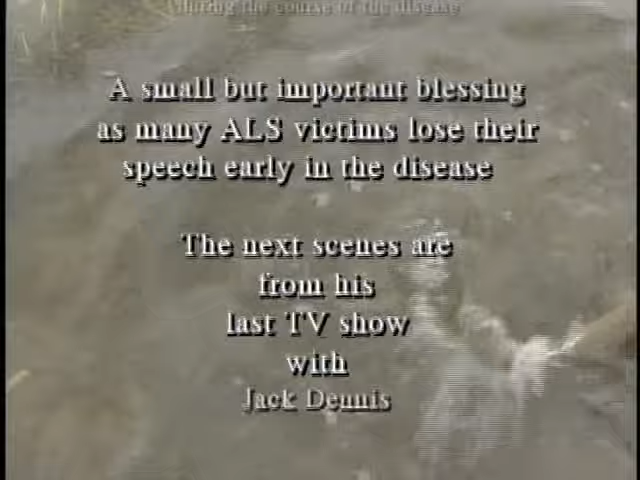 during the course of the disease
A small but important blessing
as many ALS victims lose their
speech early in the disease
The next scenes are
from his
last TV show
with
Jack Dennis